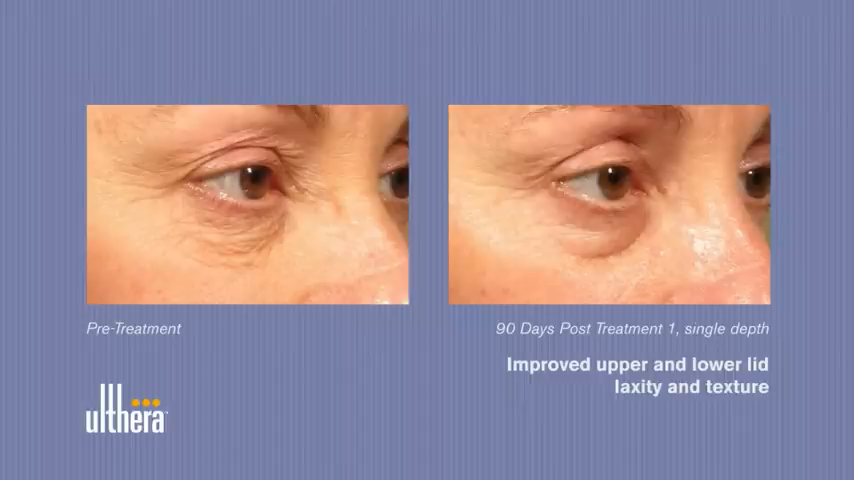 Pre-Treatment
90 Days Post Treatment 1, single depth
Improved upper and lower lid
laxity and texture
ulthera